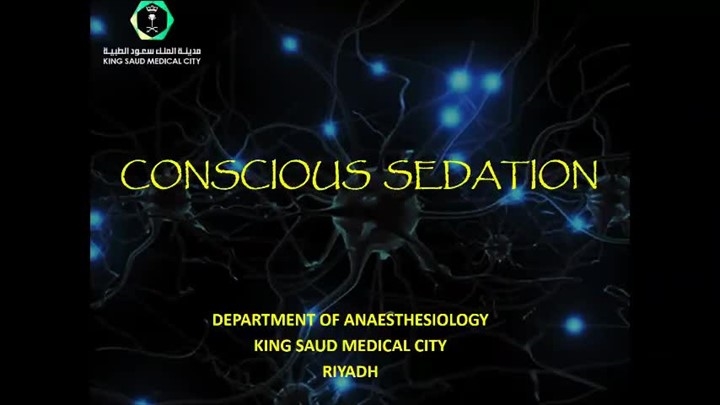 مدينة الملك سعود الطبية
KING SAUD MEDICAL CITY
CONSCIOUS SEDATION
DEPARTMENT OF ANAESTHESIOLOGY
KING SAUD MEDICAL CITY
RIYADH